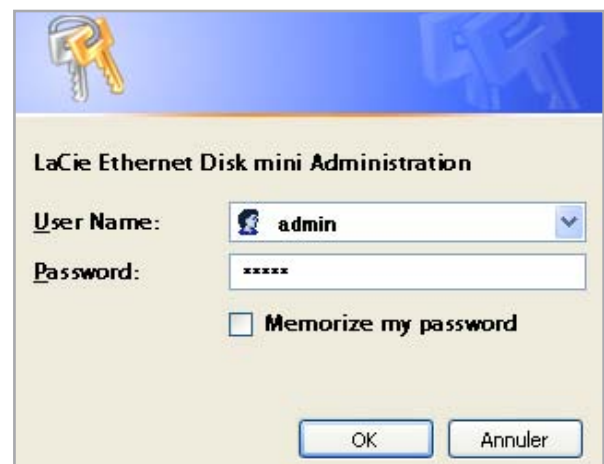 LaCie Ethernet Disk mini Administration
User Name: admin
Password: *****
Memorize my password
OK Annuler